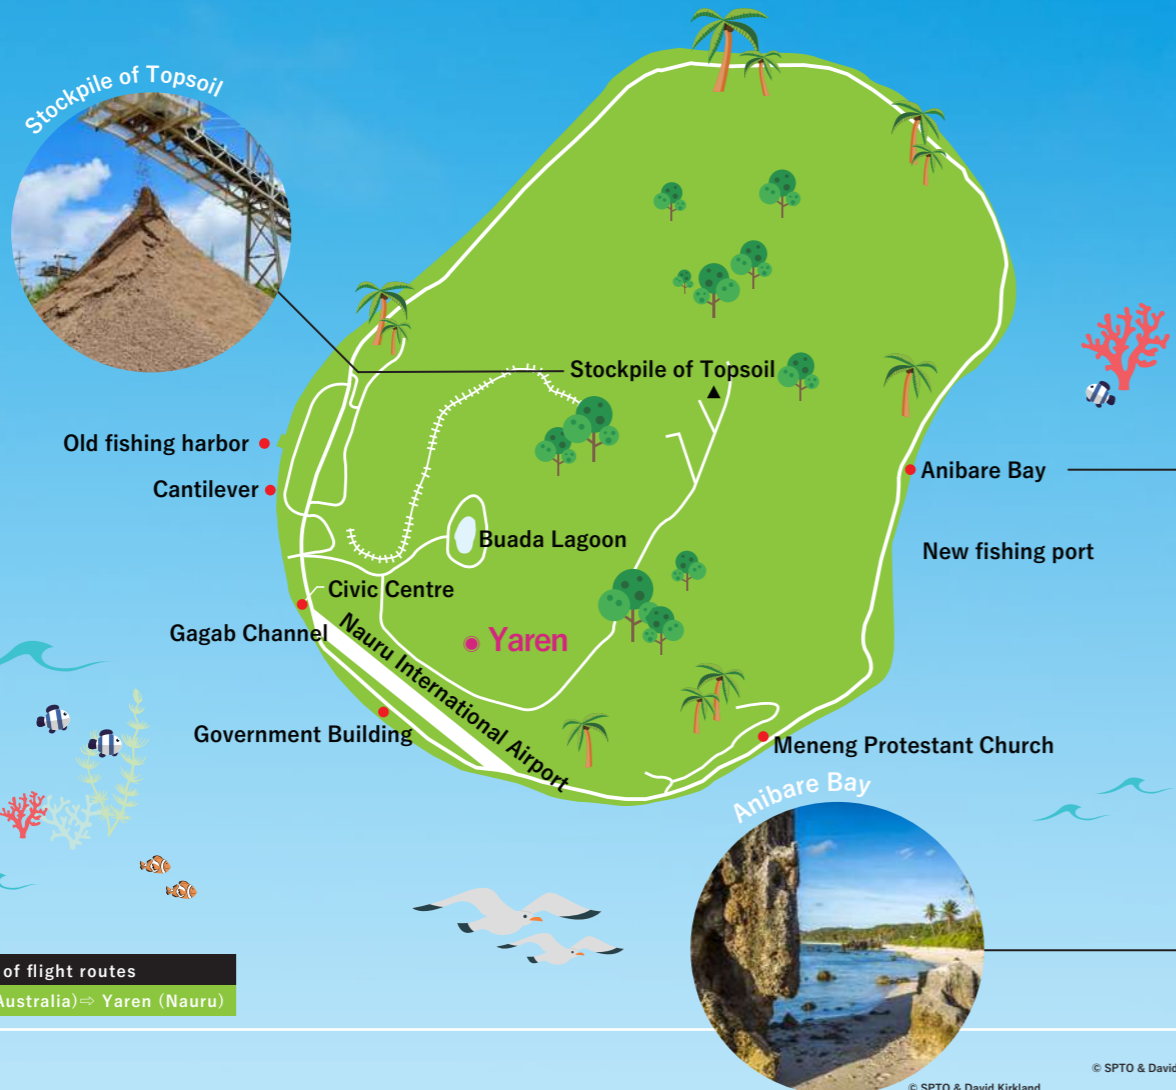 Stockpile of Topsoil
Stockpile of Topsoil
Old fishing harbor
Cantilever
Anibare Bay
Buada Lagoon
New fishing port
Civic Centre
Gagab Channel
Nauru International Airport
Yaren
Government Building
Meneng Protestant Church
Anibare Bay
of flight routes
Australia)⇨ Yaren (Nauru)
© SPTO & David
© SPTO & David Kirkland